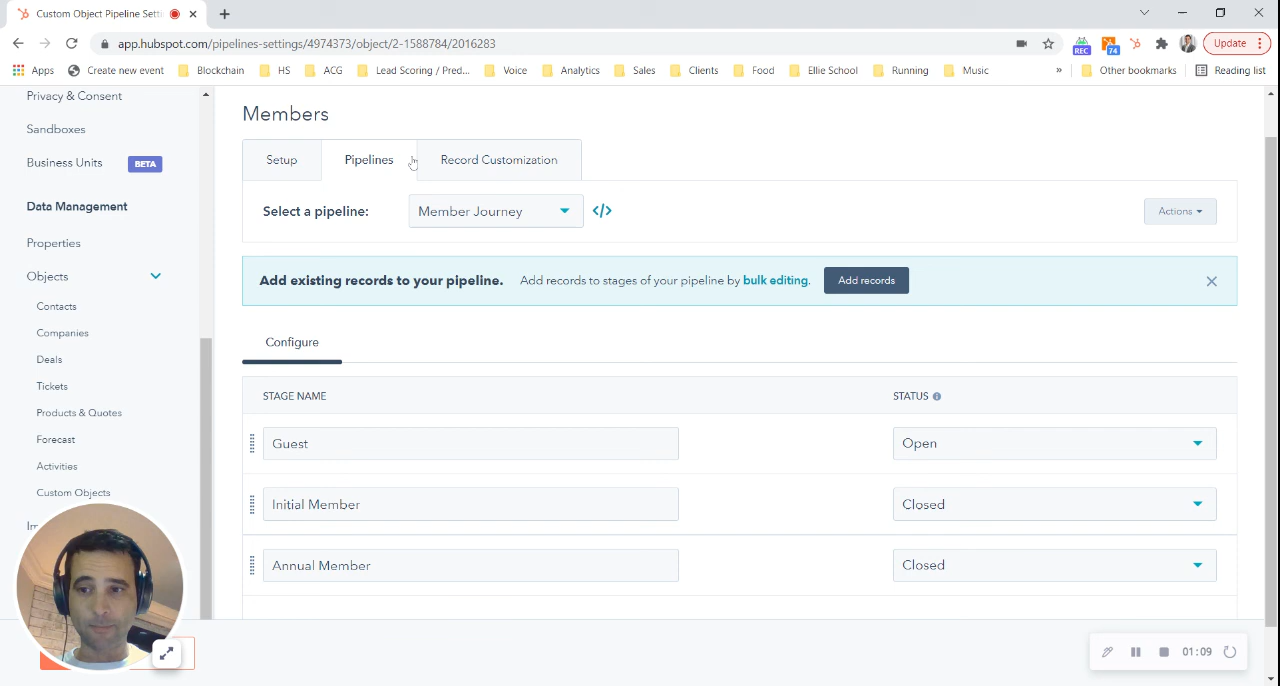 Custom Object Pipeline Setti
app.hubspot.com/pipelines-settings/4974373/object/2-1588784/2016283
REC
74
Update
Apps
Create new event
Blockchain
HS
ACG
Lead Scoring / Pred...
Voice
Analytics
Sales
Clients
Food
Ellie School
Running
Music
»
Other bookmarks
Reading list
Privacy & Consent
Sandboxes
Business Units BETA
Data Management
Properties
Objects
Contacts
Companies
Deals
Tickets
Products & Quotes
Forecast
Activities
Custom Objects
Members
Setup
Pipelines
Record Customization
Select a pipeline:
Member Journey
</>
Actions
Add existing records to your pipeline.
Add records to stages of your pipeline by bulk editing.
Add records
Configure
STAGE NAME
STATUS
Guest
Open
Initial Member
Closed
Annual Member
Closed
01:09